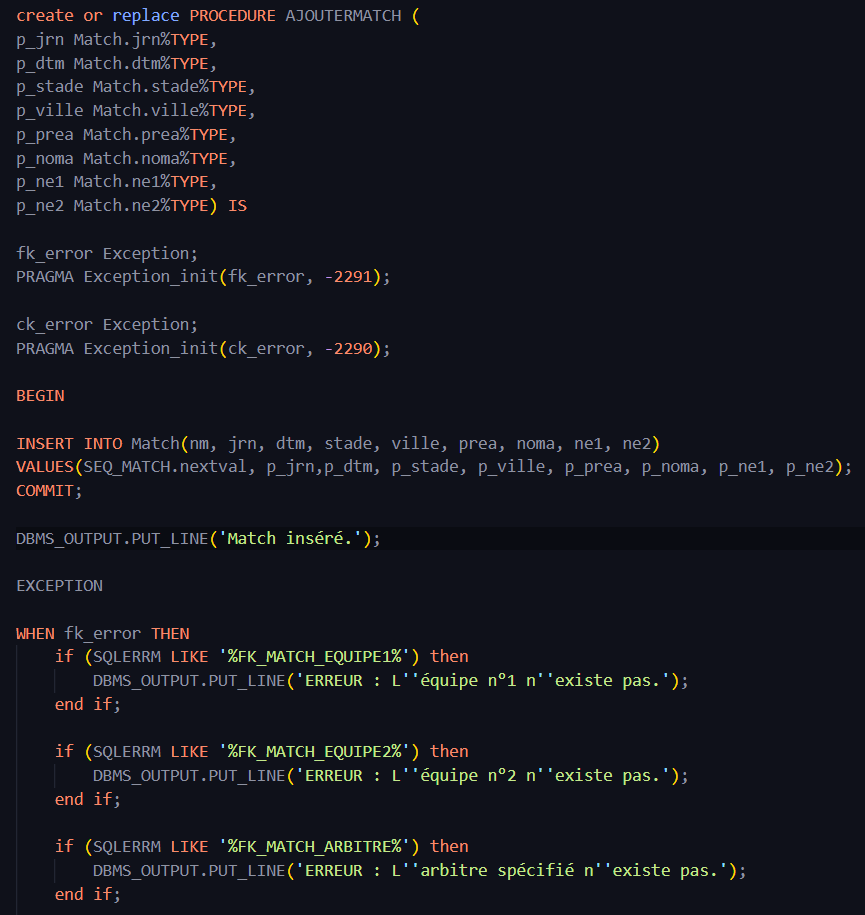 create or replace PROCEDURE AJOUTERMATCH (
p_jrn Match.jrn%TYPE,
p_dtm Match.dtm%TYPE,
p_stade Match.stade%TYPE,
p_ville Match.ville%TYPE,
p_prea Match.prea%TYPE,
p_noma Match.noma%TYPE,
p_ne1 Match.ne1%TYPE,
p_ne2 Match.ne2%TYPE) IS
fk_error Exception;
PRAGMA Exception_init(fk_error, -2291);
ck_error Exception;
PRAGMA Exception_init(ck_error, -2290);
BEGIN
INSERT INTO Match(nm, jrn, dtm, stade, ville, prea, noma, ne1, ne2)
VALUES(SEQ_MATCH.nextval, p_jrn,p_dtm, p_stade, p_ville, p_prea, p_noma, p_ne1, p_ne2);
COMMIT;
DBMS_OUTPUT.PUT_LINE('Match inséré.');
EXCEPTION
WHEN fk_error THEN
if (SQLERRM LIKE '%FK_MATCH_EQUIPE1%') then
DBMS_OUTPUT.PUT_LINE('ERREUR : L''équipe n°1 n''existe pas.');
end if;
if (SQLERRM LIKE '%FK_MATCH_EQUIPE2%') then
DBMS_OUTPUT.PUT_LINE('ERREUR : L''équipe n°2 n''existe pas.');
end if;
if (SQLERRM LIKE '%FK_MATCH_ARBITRE%') then
DBMS_OUTPUT.PUT_LINE('ERREUR : L''arbitre spécifié n''existe pas.');
end if;